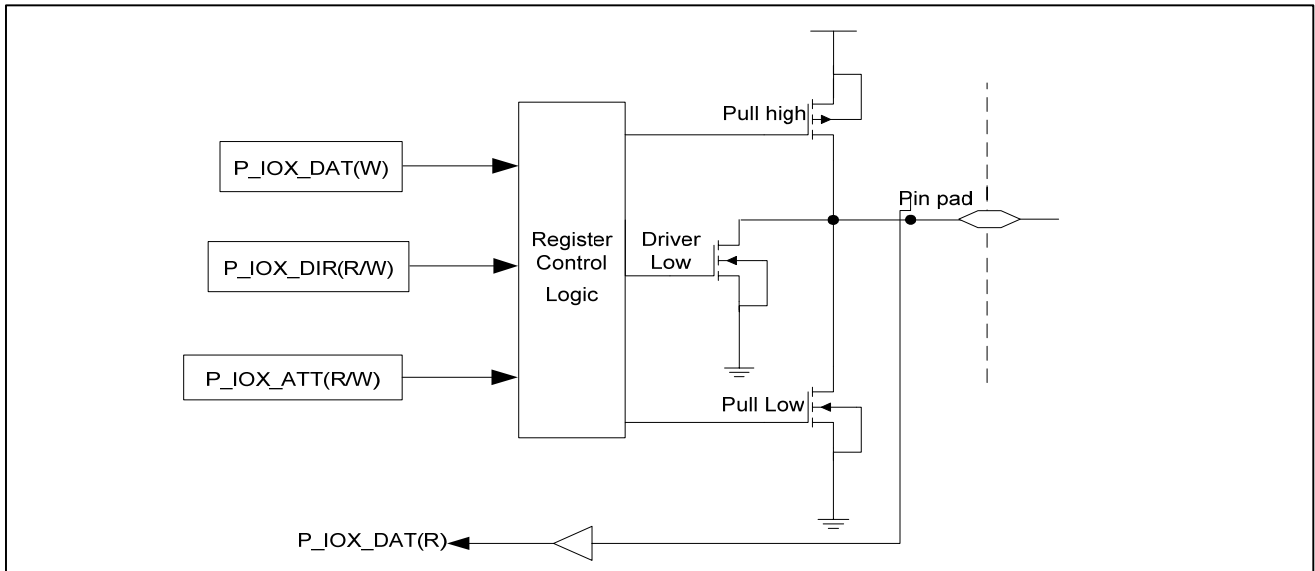 Pull high
P_IOX_DAT(W)
Pin pad
Register
Control
Logic
Driver
Low
P_IOX_DIR(R/W)
P_IOX_ATT(R/W)
Pull Low
P_IOX_DAT(R)